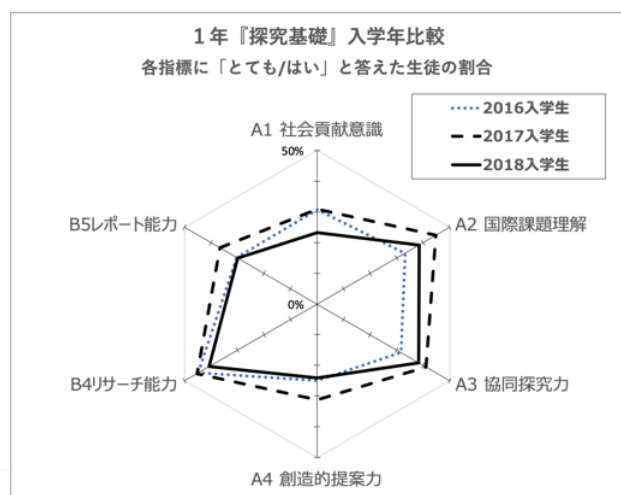 1年『探究基礎』入学年比較
各指標に「とても/はい」と答えた生徒の割合
2016入学生
2017入学生
2018入学生
A1 社会貢献意識
50%
B5レポート能力
A2 国際課題理解
0%
B4リサーチ能力
A3 協同探究力
A4 創造的提案力